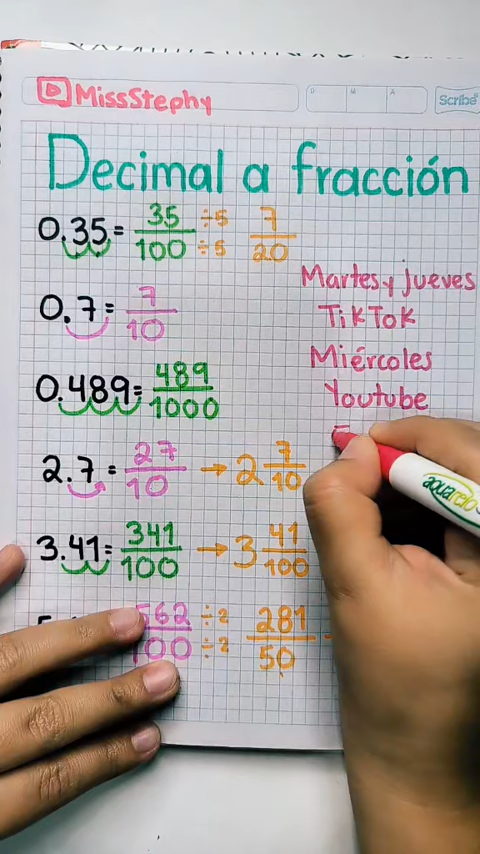 MissStephy
D M A
Scribe
Decimal a fracción
0.35 = 35/100 ÷5/÷5 7/20
Martes y jueves
TikTok
0.7 = 7/10
Miércoles
Youtube
0.489 = 489/1000
2.7 = 27/10 → 2 7/10
aquarelo
3.41 = 341/100 → 3 41/100
562/100 ÷2/÷2 281/50